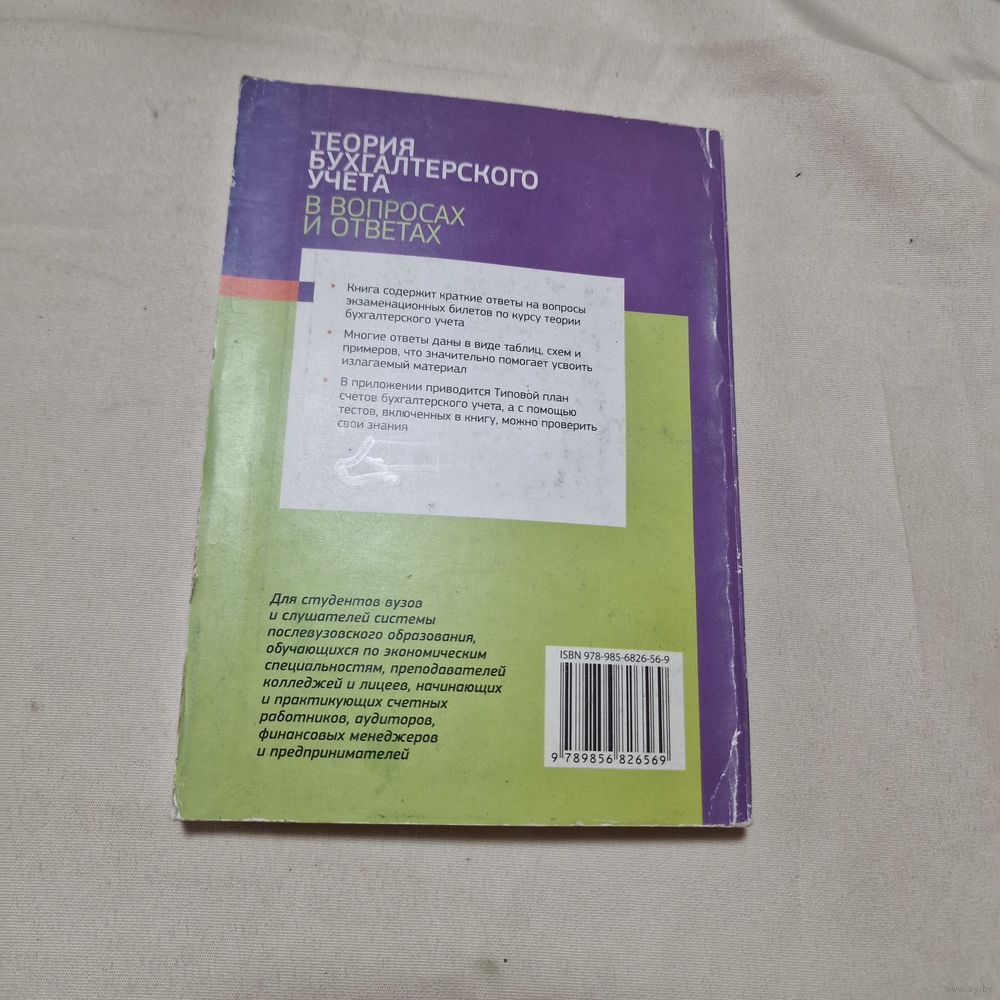 ТЕОРИЯ
БУХГАЛТЕРСКОГО
УЧЕТА
В ВОПРОСАХ
И ОТВЕТАХ
• Книга содержит краткие ответы на вопросы
экзаменационных билетов по курсу теории
бухгалтерского учета
• Многие ответы даны в виде таблиц, схем и
примеров, что значительно помогает усвоить
излагаемый материал
• В приложении приводится Типовой план
счетов бухгалтерского учета, а с помощью
тестов, включенных в книгу, можно проверить
свои знания
Для студентов вузов
и слушателей системы
послевузовского образования,
обучающихся по экономическим
специальностям, преподавателей
колледжей и лицеев, начинающих
и практикующих счетных
работников, аудиторов,
финансовых менеджеров
и предпринимателей
ISBN 978-985-6826-56-9
9 789856 826569
www.ay.by